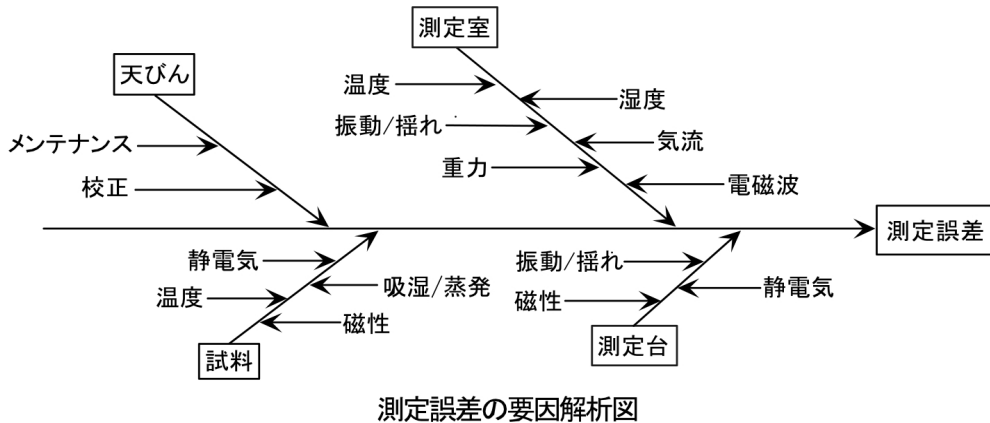 測定室
天びん
温度
湿度
振動/揺れ
メンテナンス
気流
重力
校正
電磁波
測定誤差
静電気
振動/揺れ
吸湿/蒸発
静電気
温度
磁性
磁性
測定台
試料
測定誤差の要因解析図